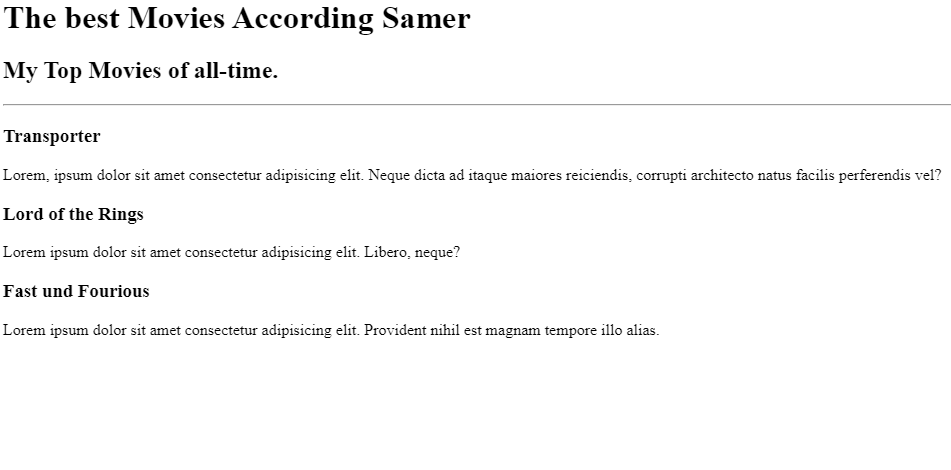 The best Movies According Samer
My Top Movies of all-time.
Transporter
Lorem, ipsum dolor sit amet consectetur adipisicing elit. Neque dicta ad itaque maiores reiciendis, corrupti architecto natus facilis perferendis vel?
Lord of the Rings
Lorem ipsum dolor sit amet consectetur adipisicing elit. Libero, neque?
Fast und Fourious
Lorem ipsum dolor sit amet consectetur adipisicing elit. Provident nihil est magnam tempore illo alias.